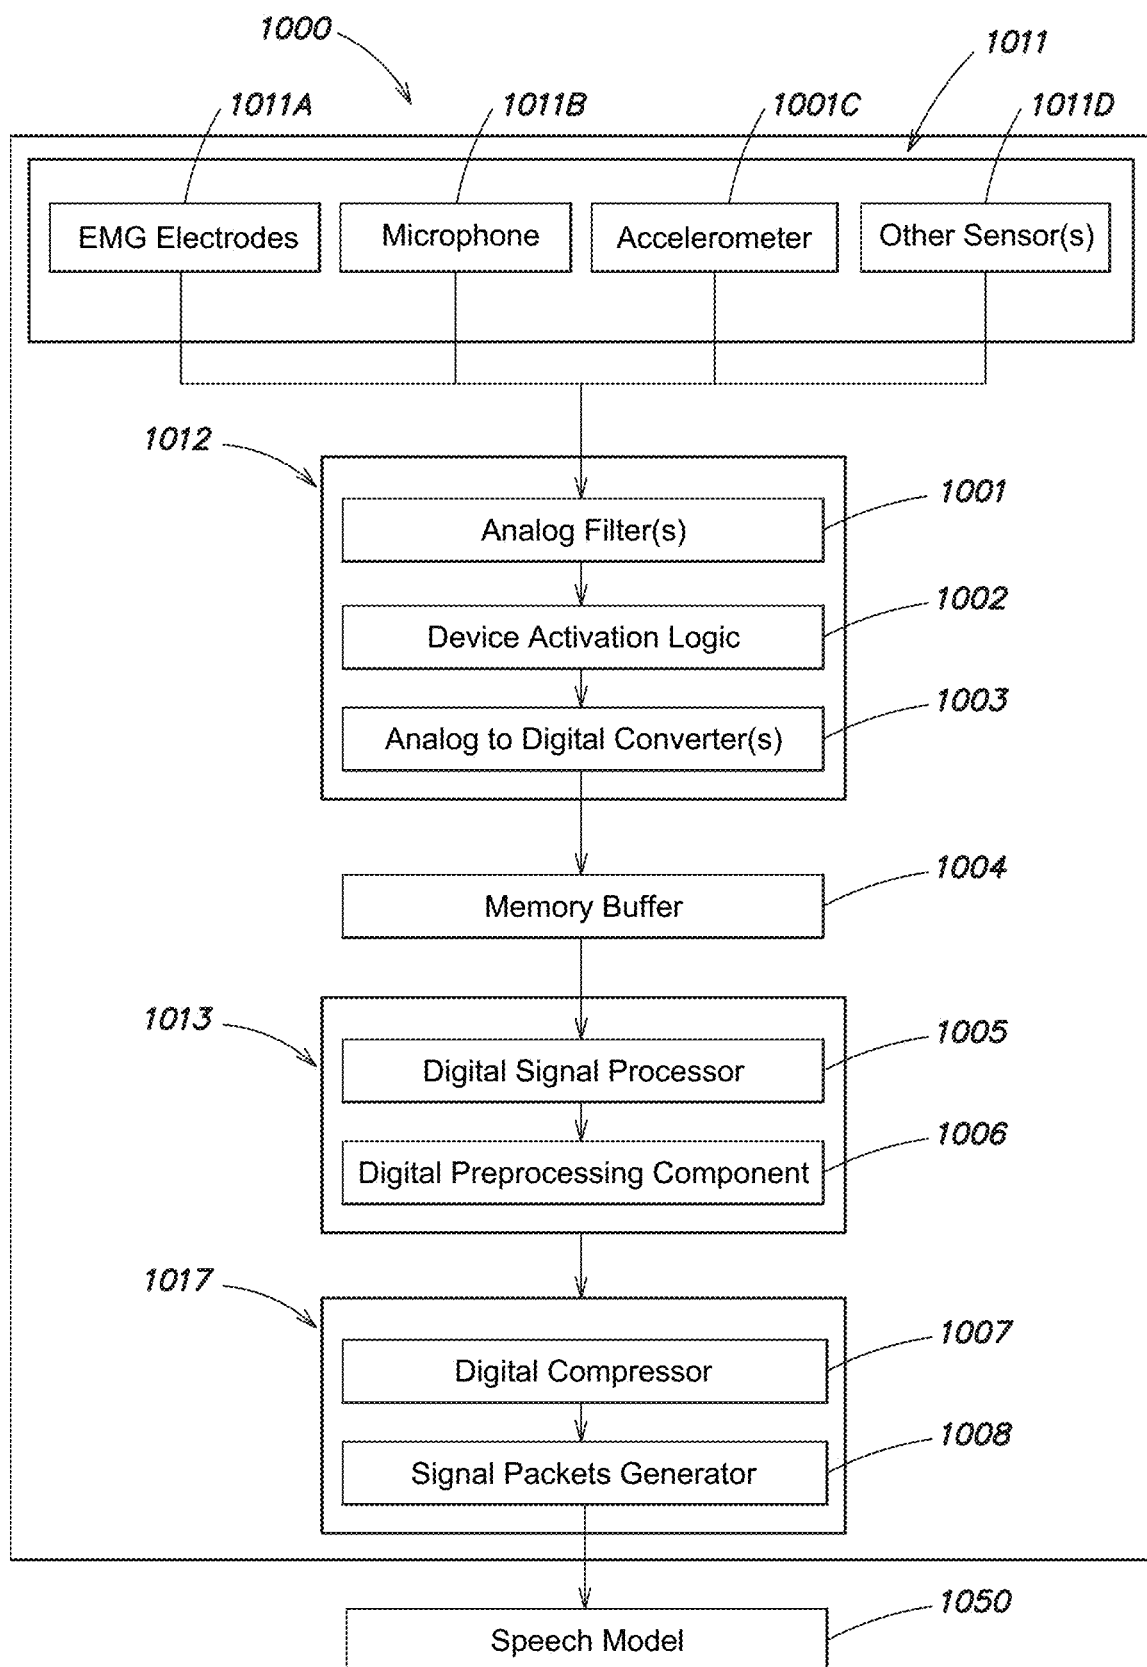 1000
1011
1011A
1011B
1001C
1011D
EMG Electrodes
Microphone
Accelerometer
Other Sensor(s)
1012
1001
Analog Filter(s)
1002
Device Activation Logic
1003
Analog to Digital Converter(s)
1004
Memory Buffer
1013
1005
Digital Signal Processor
1006
Digital Preprocessing Component
1017
1007
Digital Compressor
1008
Signal Packets Generator
1050
Speech Model